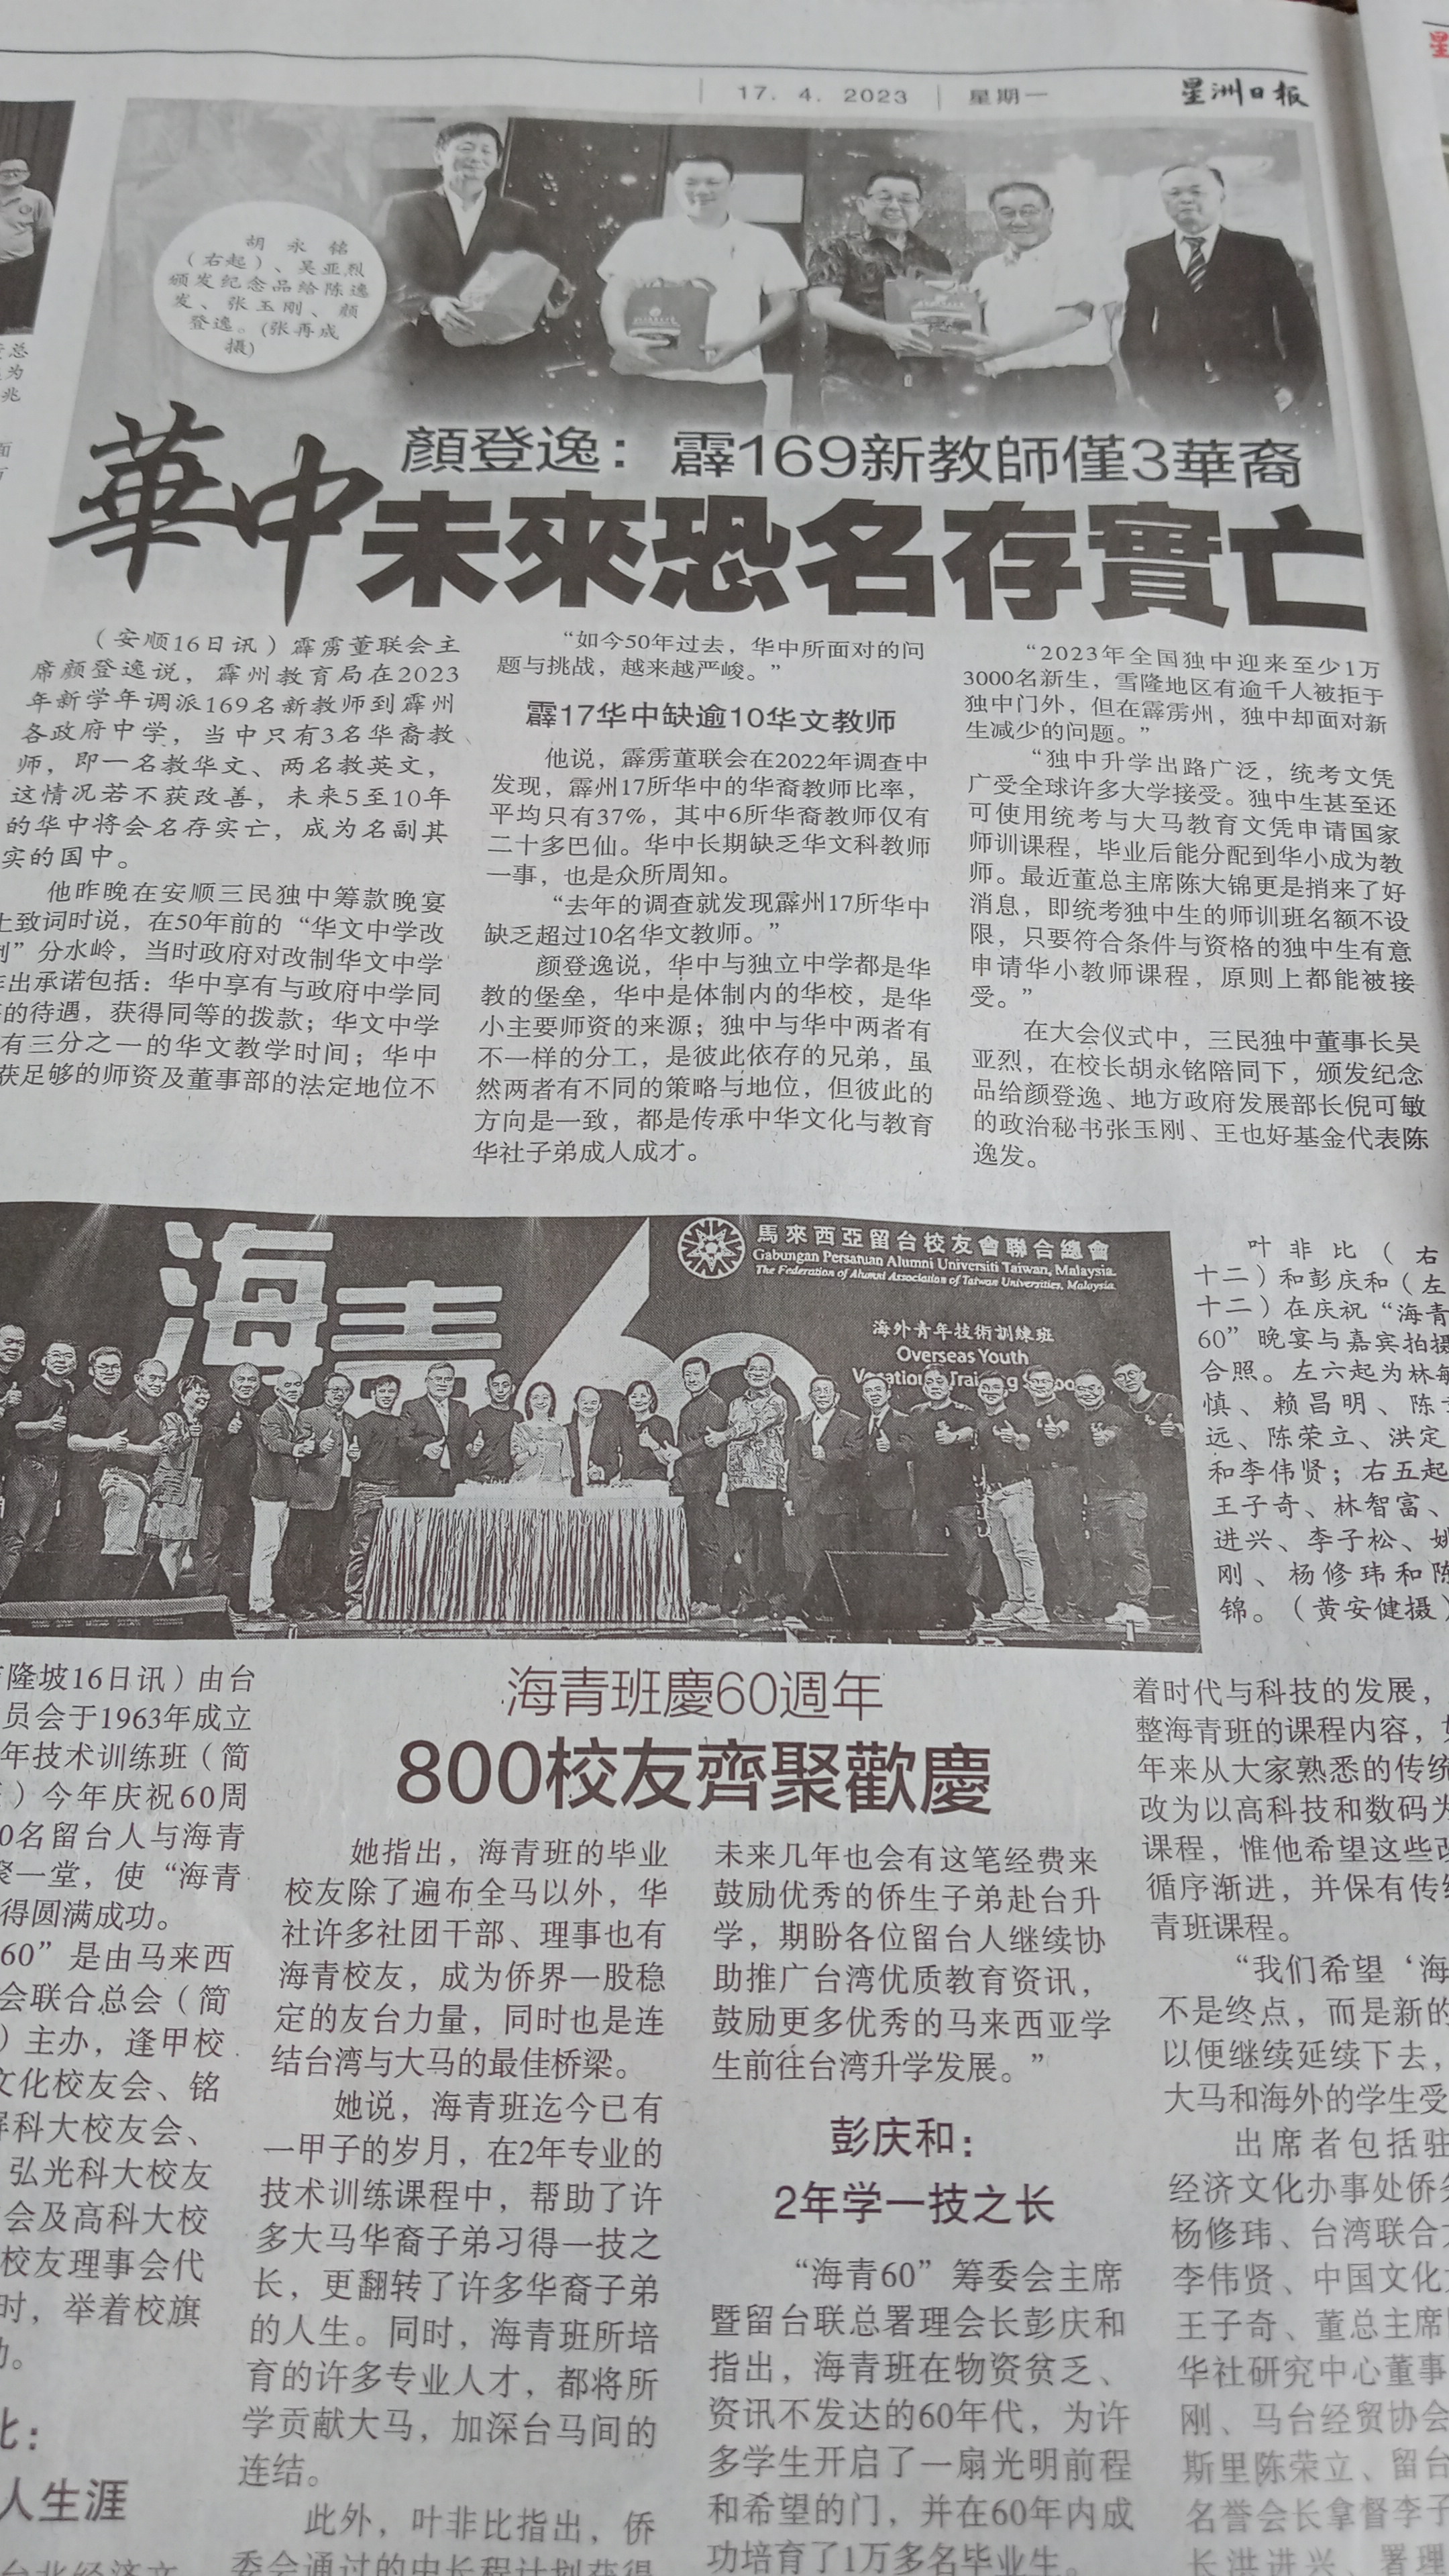 17. 4. 2023
星期一
星洲日报
胡永铭
（右起）、吴亚烈
颁发纪念品给陈逸
发、张玉刚、颜
登逸。(张再成
摄)
顏登逸：霹169新教師僅3華裔
華中未來恐名存實亡
（安顺16日讯）霹雳董联会主
席颜登逸说，霹州教育局在2023
年新学年调派169名新教师到霹州
各政府中学，当中只有3名华裔教
师，即一名教华文、两名教英文，
这情况若不获改善，未来5至10年
的华中将会名存实亡，成为名副其
实的国中。
他昨晚在安顺三民独中筹款晚宴
上致词时说，在50年前的“华文中学改
制”分水岭，当时政府对改制华文中学
出承诺包括：华中享有与政府中学同
的待遇，获得同等的拨款；华文中学
有三分之一的华文教学时间；华中
获足够的师资及董事部的法定地位不
“如今50年过去，华中所面对的问
题与挑战，越来越严峻。”
霹17华中缺逾10华文教师
他说，霹雳董联会在2022年调查中
发现，霹州17所华中的华裔教师比率，
平均只有37%，其中6所华裔教师仅有
二十多巴仙。华中长期缺乏华文科教师
一事，也是众所周知。
“去年的调查就发现霹州17所华中
缺乏超过10名华文教师。”
颜登逸说，华中与独立中学都是华
教的堡垒，华中是体制内的华校，是华
小主要师资的来源；独中与华中两者有
不一样的分工，是彼此依存的兄弟，虽
然两者有不同的策略与地位，但彼此的
方向是一致，都是传承中华文化与教育
华社子弟成人成才。
“2023年全国独中迎来至少1万
3000名新生，雪隆地区有逾千人被拒于
独中门外，但在霹雳州，独中却面对新
生减少的问题。”
“独中升学出路广泛，统考文凭
广受全球许多大学接受。独中生甚至还
可使用统考与大马教育文凭申请国家
师训课程，毕业后能分配到华小成为教
师。最近董总主席陈大锦更是捎来了好
消息，即统考独中生的师训班名额不设
限，只要符合条件与资格的独中生有意
申请华小教师课程，原则上都能被接
受。”
在大会仪式中，三民独中董事长吴
亚烈，在校长胡永铭陪同下，颁发纪念
品给颜登逸、地方政府发展部长倪可敏
的政治秘书张玉刚、王也好基金代表陈
逸发。
海青60
馬來西亞留台校友會聯合總會
Gabungan Persatuan Alumni Universiti Taiwan, Malaysia.
The Federation of Alumni Association of Taiwan Universities, Malaysia.
海外青年技術訓練班
Overseas Youth
叶非比（右
十二）和彭庆和（左
十二）在庆祝“海青
60”晚宴与嘉宾拍摄
合照。左六起为林敏
慎、赖昌明、陈
远、陈荣立、洪定
和李伟贤；右五起
王子奇、林智富、
进兴、李子松、姚
刚、杨修玮和陈
锦。（黄安健摄）
海青班慶60週年
800校友齊聚歡慶
隆坡16日讯）由台
员会于1963年成立
年技术训练班（简
）今年庆祝60周
0名留台人与海青
聚一堂，使“海青
得圆满成功。
60”是由马来西
会联合总会（简
）主办，逢甲校
文化校友会、铭
屏科大校友会、
弘光科大校友
会及高科大校
校友理事会代
时，举着校旗
比：
人生涯
台北经济文
她指出，海青班的毕业
校友除了遍布全马以外，华
社许多社团干部、理事也有
海青校友，成为侨界一股稳
定的友台力量，同时也是连
结台湾与大马的最佳桥梁。
她说，海青班迄今已有
一甲子的岁月，在2年专业的
技术训练课程中，帮助了许
多大马华裔子弟习得一技之
长，更翻转了许多华裔子弟
的人生。同时，海青班所培
育的许多专业人才，都将所
学贡献大马，加深台马间的
连结。
此外，叶非比指出，侨
委会通过的中长程计划获得
未来几年也会有这笔经费来
鼓励优秀的侨生子弟赴台升
学，期盼各位留台人继续协
助推广台湾优质教育资讯，
鼓励更多优秀的马来西亚学
生前往台湾升学发展。”
彭庆和：
2年学一技之长
“海青60”筹委会主席
暨留台联总署理会长彭庆和
指出，海青班在物资贫乏、
资讯不发达的60年代，为许
多学生开启了一扇光明前程
和希望的门，并在60年内成
功培育了1万多名毕业生。
着时代与科技的发展，
整海青班的课程内容，
年来从大家熟悉的传统
改为以高科技和数码为
课程，惟他希望这些改
循序渐进，并保有传统
青班课程。
“我们希望‘海
不是终点，而是新的
以便继续延续下去，
大马和海外的学生受
出席者包括驻
经济文化办事处侨务
杨修玮、台湾联合大
李伟贤、中国文化大
王子奇、董总主席陈
华社研究中心董事
刚、马台经贸协会
斯里陈荣立、留台
名誉会长拿督李子
长洪进兴、署理